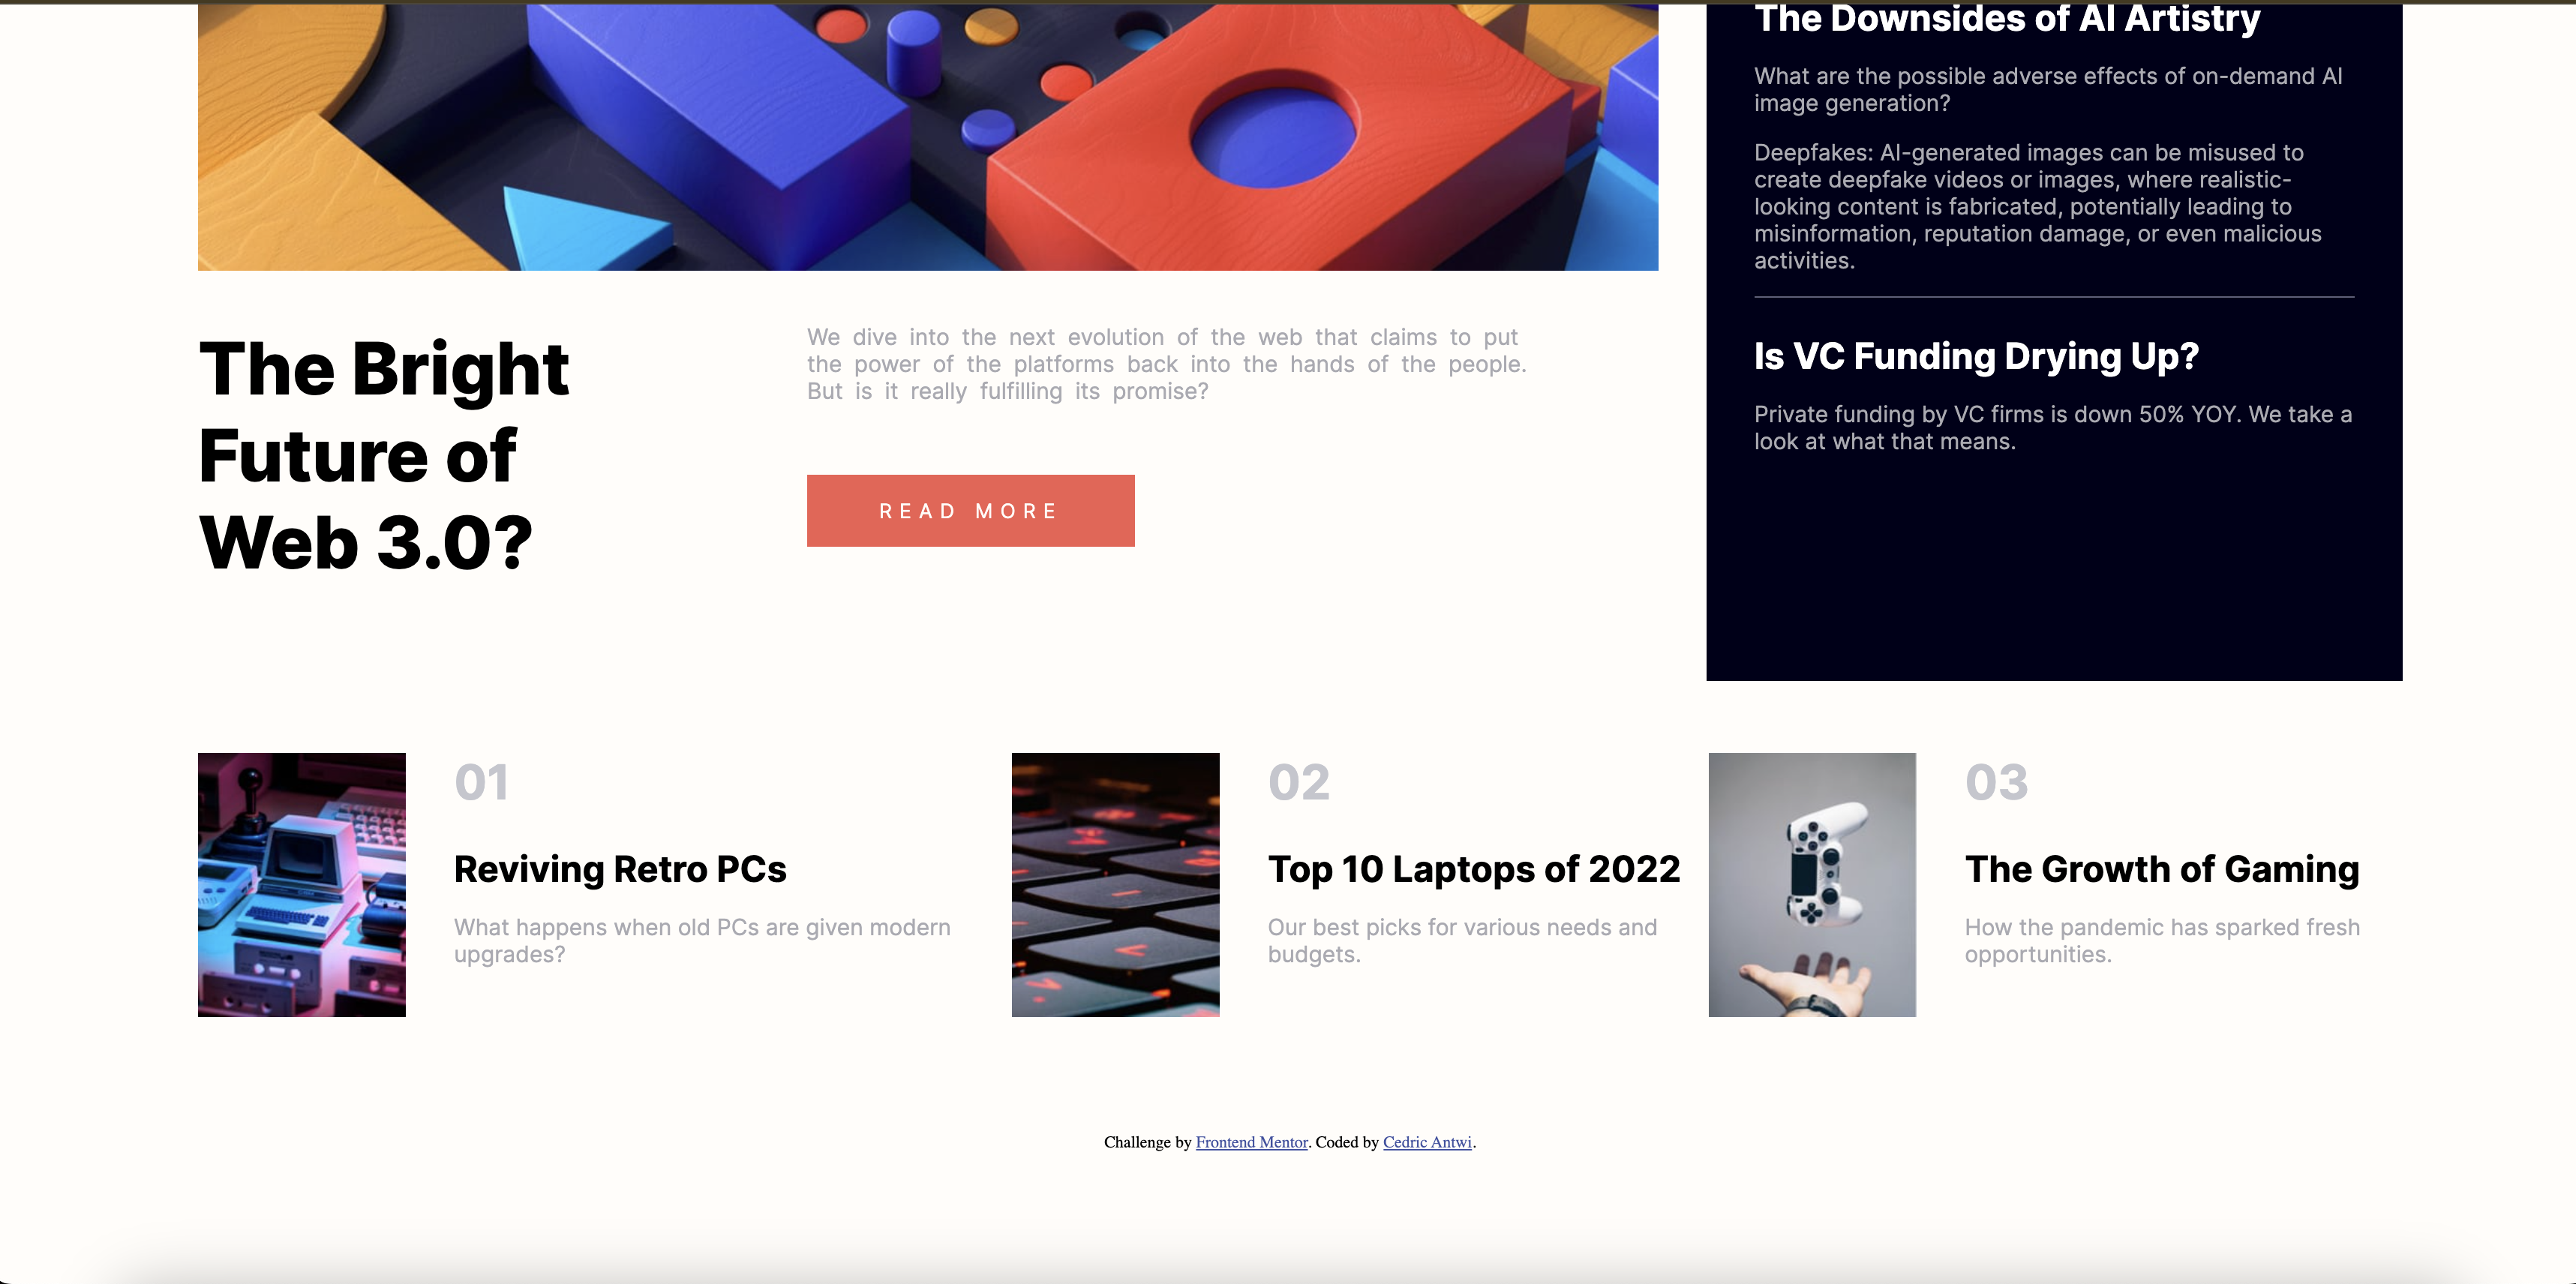 The Downsides of AI Artistry
What are the possible adverse effects of on-demand AI
image generation?
Deepfakes: AI-generated images can be misused to
create deepfake videos or images, where realistic-
looking content is fabricated, potentially leading to
misinformation, reputation damage, or even malicious
activities.
Is VC Funding Drying Up?
Private funding by VC firms is down 50% YOY. We take a
look at what that means.
The Bright
Future of
Web 3.0?
We dive into the next evolution of the web that claims to put
the power of the platforms back into the hands of the people.
But is it really fulfilling its promise?
READ MORE
01
Reviving Retro PCs
What happens when old PCs are given modern
upgrades?
02
Top 10 Laptops of 2022
Our best picks for various needs and
budgets.
03
The Growth of Gaming
How the pandemic has sparked fresh
opportunities.
Challenge by Frontend Mentor. Coded by Cedric Antwi.